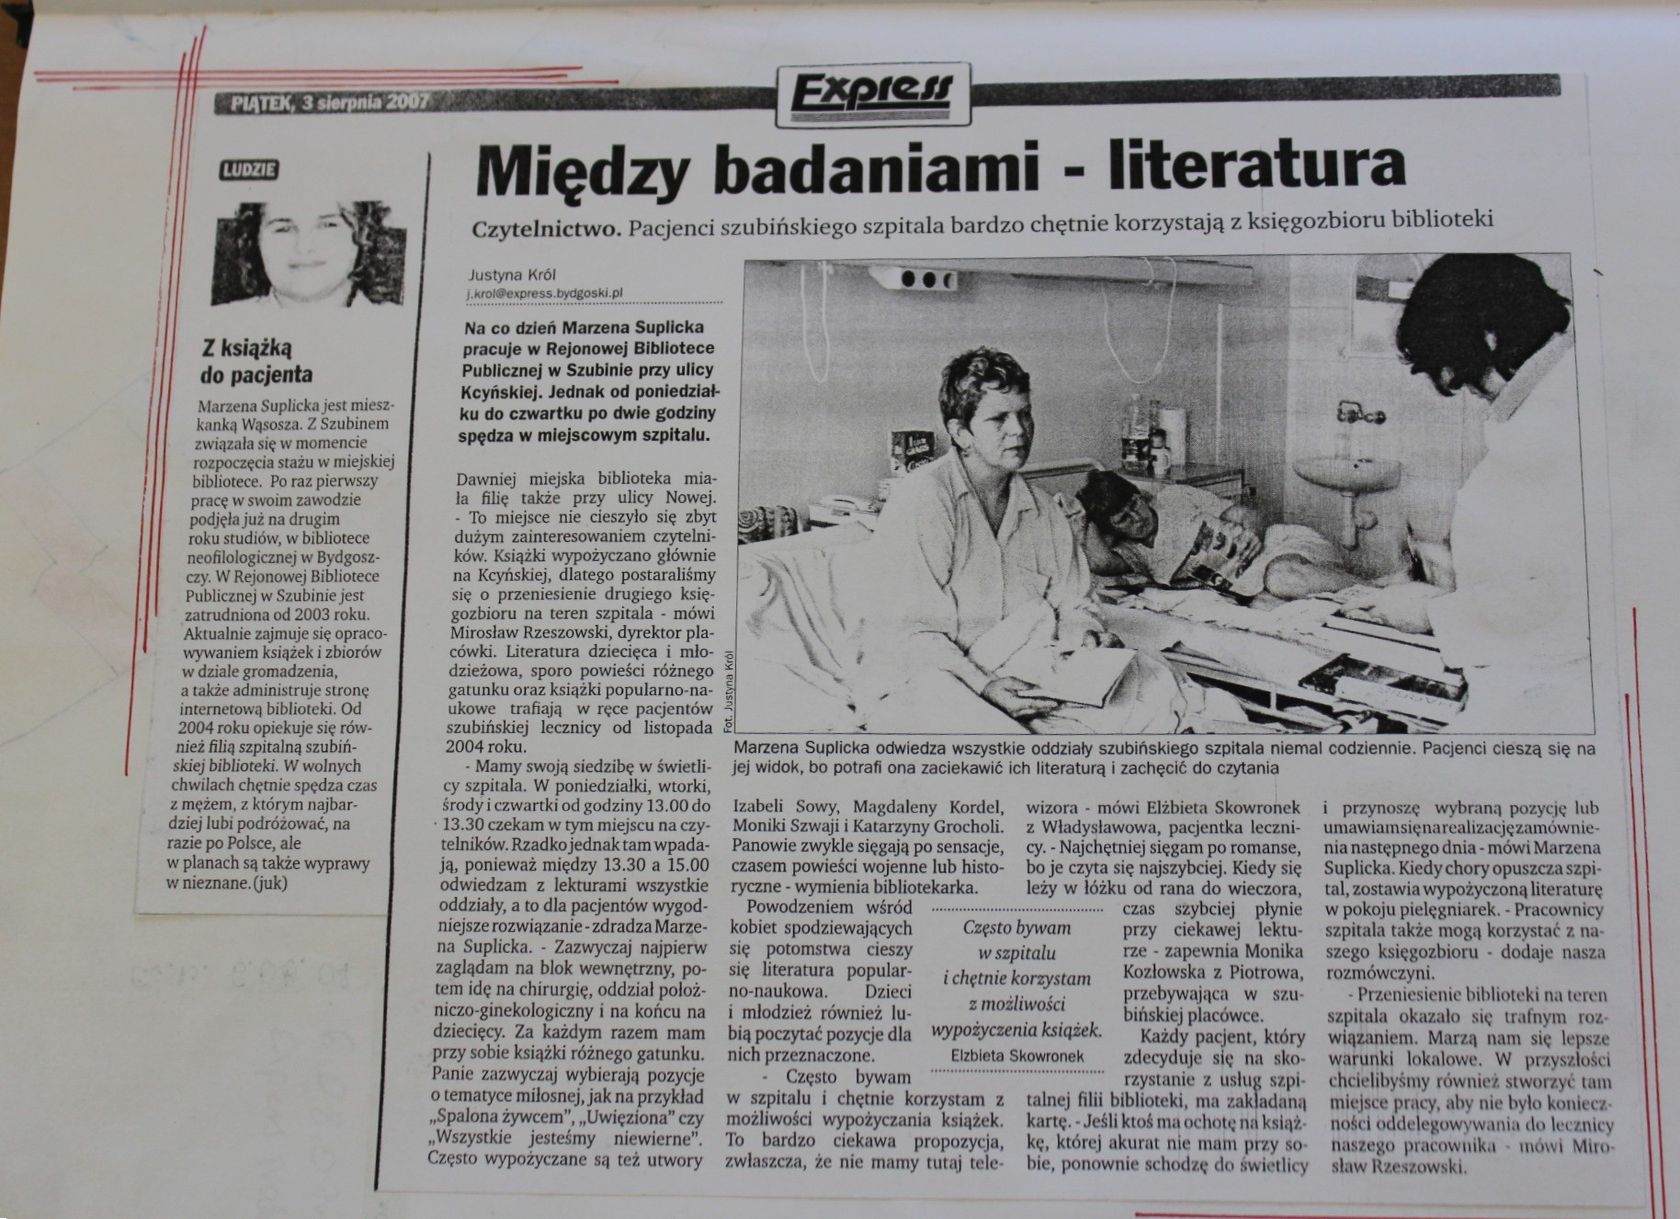 PIĄTEK, 3 sierpnia 2007
Express
LUDZIE
Z książką
do pacjenta
Marzena Suplicka jest miesz-
kanką Wąsosza. Z Szubinem
związała się w momencie
rozpoczęcia stażu w miejskiej
bibliotece. Po raz pierwszy
pracę w swoim zawodzie
podjęła już na drugim
roku studiów, w bibliotece
neofilologicznej w Bydgosz-
czy. W Rejonowej Bibliotece
Publicznej w Szubinie jest
zatrudniona od 2003 roku.
Aktualnie zajmuje się opraco-
wywaniem książek i zbiorów
w dziale gromadzenia,
a także administruje stronę
internetową biblioteki. Od
2004 roku opiekuje się rów-
nież filią szpitalną szubiń-
skiej biblioteki. W wolnych
chwilach chętnie spędza czas
z mężem, z którym najbar-
dziej lubi podróżować, na
razie po Polsce, ale
w planach są także wyprawy
w nieznane.(juk)
Między badaniami - literatura
Czytelnictwo. Pacjenci szubińskiego szpitala bardzo chętnie korzystają z księgozbioru biblioteki
Justyna Król
j.krol@express.bydgoski.pl
Na co dzień Marzena Suplicka
pracuje w Rejonowej Bibliotece
Publicznej w Szubinie przy ulicy
Kcyńskiej. Jednak od poniedział-
ku do czwartku po dwie godziny
spędza w miejscowym szpitalu.
Dawniej miejska biblioteka mia-
ła filię także przy ulicy Nowej.
- To miejsce nie cieszyło się zbyt
dużym zainteresowaniem czytelni-
ków. Książki wypożyczano głównie
na Kcyńskiej, dlatego postaraliśmy
się o przeniesienie drugiego księ-
gozbioru na teren szpitala - mówi
Mirosław Rzeszowski, dyrektor pla-
cówki. Literatura dziecięca i mło-
dzieżowa, sporo powieści różnego
gatunku oraz książki popularno-na-
ukowe trafiają w ręce pacjentów
szubińskiej lecznicy od listopada
2004 roku.
- Mamy swoją siedzibę w świetli-
cy szpitala. W poniedziałki, wtorki,
środy i czwartki od godziny 13.00 do
13.30 czekam w tym miejscu na czy-
telników. Rzadko jednak tam wpada-
ją, ponieważ między 13.30 a 15.00
odwiedzam z lekturami wszystkie
oddziały, a to dla pacjentów wygod-
niejsze rozwiązanie - zdradza Marze-
na Suplicka. - Zazwyczaj najpierw
zaglądam na blok wewnętrzny, po-
tem idę na chirurgię, oddział położ-
niczo-ginekologiczny i na końcu na
dziecięcy. Za każdym razem mam
przy sobie książki różnego gatunku.
Panie zazwyczaj wybierają pozycje
o tematyce miłosnej, jak na przykład
„Spalona żywcem”, „Uwięziona” czy
„Wszystkie jesteśmy niewierne”.
Często wypożyczane są też utwory
Fot. Justyna Król
Marzena Suplicka odwiedza wszystkie oddziały szubińskiego szpitala niemal codziennie. Pacjenci cieszą się na
jej widok, bo potrafi ona zaciekawić ich literaturą i zachęcić do czytania
Izabeli Sowy, Magdaleny Kordel,
Moniki Szwaji i Katarzyny Grocholi.
Panowie zwykle sięgają po sensacje,
czasem powieści wojenne lub histo-
ryczne - wymienia bibliotekarka.
Powodzeniem wśród
kobiet spodziewających
się potomstwa cieszy
się literatura popular-
no-naukowa. Dzieci
i młodzież również lu-
bią poczytać pozycje dla
nich przeznaczone.
- Często bywam
w szpitalu i chętnie korzystam z
możliwości wypożyczania książek.
To bardzo ciekawa propozycja,
zwłaszcza, że nie mamy tutaj tele-
Często bywam
w szpitalu
i chętnie korzystam
z możliwości
wypożyczenia książek.
Elzbieta Skowronek
wizora - mówi Elżbieta Skowronek
z Władysławowa, pacjentka leczni-
cy. - Najchętniej sięgam po romanse,
bo je czyta się najszybciej. Kiedy się
leży w łóżku od rana do wieczora,
czas szybciej płynie
przy ciekawej lektu-
rze - zapewnia Monika
Kozłowska z Piotrowa,
przebywająca w szu-
bińskiej placówce.
Każdy pacjent, który
zdecyduje się na sko-
rzystanie z usług szpi-
talnej filii biblioteki, ma zakładaną
kartę. - Jeśli ktoś ma ochotę na książ-
kę, której akurat nie mam przy so-
bie, ponownie schodzę do świetlicy
i przynoszę wybraną pozycję lub
umawiam się na realizację zamównie-
nia następnego dnia - mówi Marzena
Suplicka. Kiedy chory opuszcza szpi-
tal, zostawia wypożyczoną literaturę
w pokoju pielęgniarek. - Pracownicy
szpitala także mogą korzystać z na-
szego księgozbioru - dodaje nasza
rozmówczyni.
- Przeniesienie biblioteki na teren
szpitala okazało się trafnym roz-
wiązaniem. Marzą nam się lepsze
warunki lokalowe. W przyszłości
chcielibyśmy również stworzyć tam
miejsce pracy, aby nie było koniecz-
ności oddelegowywania do lecznicy
naszego pracownika - mówi Miro-
sław Rzeszowski.